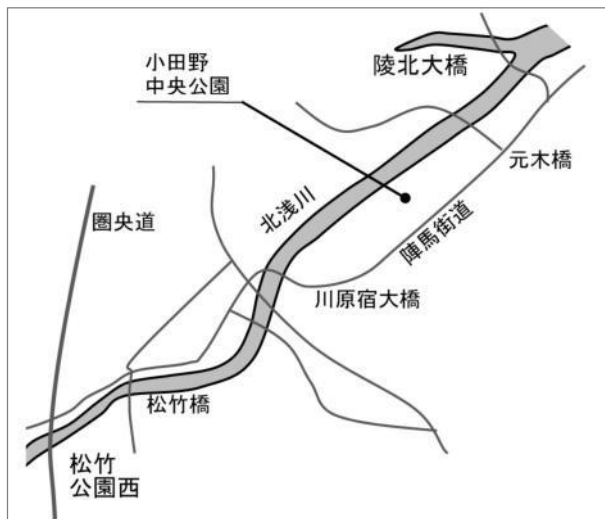 小田野
中央公園
陵北大橋
元木橋
圏央道
北浅川
陣馬街道
川原宿大橋
松竹橋
松竹
公園西